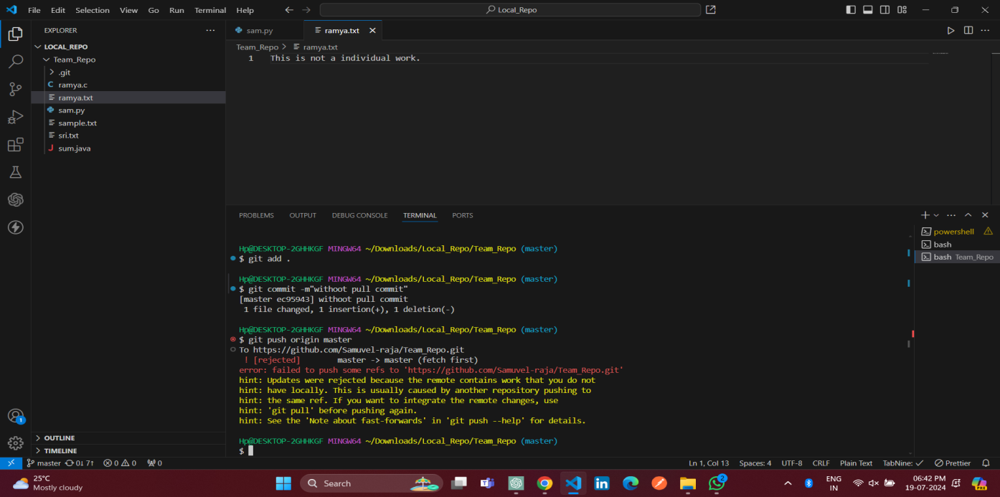 File Edit Selection View Go Run Terminal Help
Local_Repo
EXPLORER
LOCAL_REPO
Team_Repo
.git
C ramya.c
ramya.txt
sam.py
sample.txt
sri.txt
J sum.java
OUTLINE
TIMELINE
sam.py ramya.txt
Team_Repo > ramya.txt
1 This is not a individual work.
PROBLEMS OUTPUT DEBUG CONSOLE TERMINAL PORTS
Hp@DESKTOP-2GHHKGF MINGW64 ~/Downloads/Local_Repo/Team_Repo (master)
$ git add .
Hp@DESKTOP-2GHHKGF MINGW64 ~/Downloads/Local_Repo/Team_Repo (master)
$ git commit -m"withoot pull commit"
[master ec95943] withoot pull commit
1 file changed, 1 insertion(+), 1 deletion(-)
Hp@DESKTOP-2GHHKGF MINGW64 ~/Downloads/Local_Repo/Team_Repo (master)
$ git push origin master
To https://github.com/Samuvel-raja/Team_Repo.git
! [rejected] master -> master (fetch first)
error: failed to push some refs to 'https://github.com/Samuvel-raja/Team_Repo.git'
hint: Updates were rejected because the remote contains work that you do not
hint: have locally. This is usually caused by another repository pushing to
hint: the same ref. If you want to integrate the remote changes, use
hint: 'git pull' before pushing again.
hint: See the 'Note about fast-forwards' in 'git push --help' for details.
Hp@DESKTOP-2GHHKGF MINGW64 ~/Downloads/Local_Repo/Team_Repo (master)
$
powershell
bash
bash Team_Repo
1
master 0↓ 7↑ 0 0 0
Ln 1, Col 13 Spaces: 4 UTF-8 CRLF Plain Text TabNine: ✓ Prettier
25°C
Mostly cloudy
Search
2
ENG
IN
06:42 PM
19-07-2024